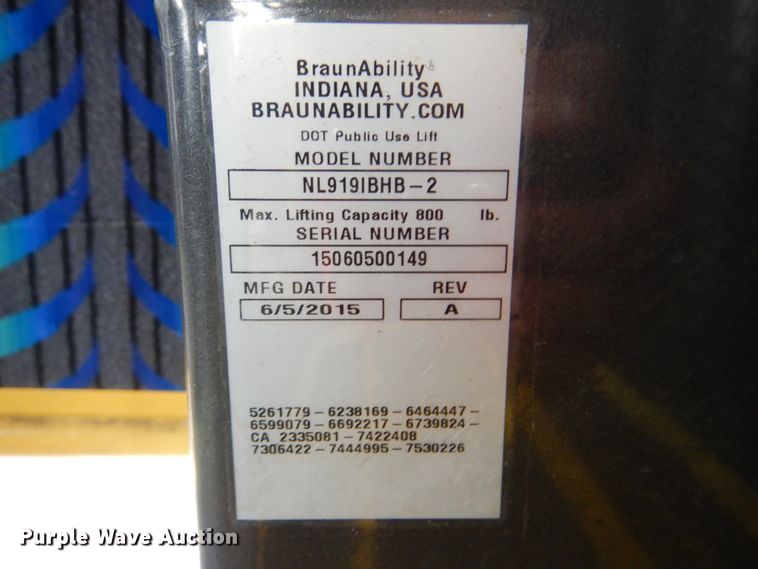 BraunAbility®
INDIANA, USA
BRAUNABILITY.COM
DOT Public Use Lift
MODEL NUMBER
NL919IBHB-2
Max. Lifting Capacity 800 lb.
SERIAL NUMBER
15060500149
MFG DATE REV
6/5/2015 A
5261779-6238169-6464447-
6599079-6692217-6739824-
CA 2335081-7422408
7306422-7444995-7530226
Purple Wave Auction